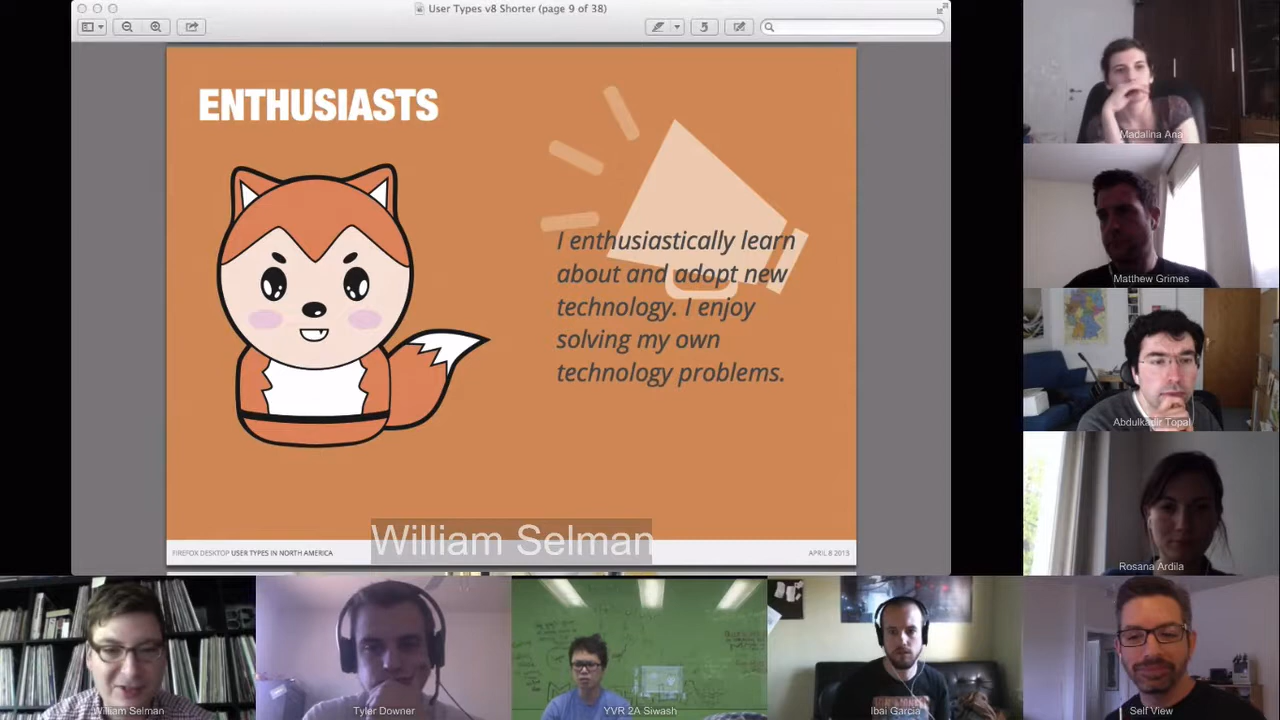 User Types v8 Shorter (page 9 of 38)
ENTHUSIASTS
I enthusiastically learn
about and adopt new
technology. I enjoy
solving my own
technology problems.
William Selman
FIREFOX DESKTOP USER TYPES IN NORTH AMERICA
APRIL 8 2013
Madalina Ana
Matthew Grimes
Abdulkadir Topal
Rosana Ardila
William Selman
Tyler Downer
YVR 2A Siwash
Ibai Garcia
Self View